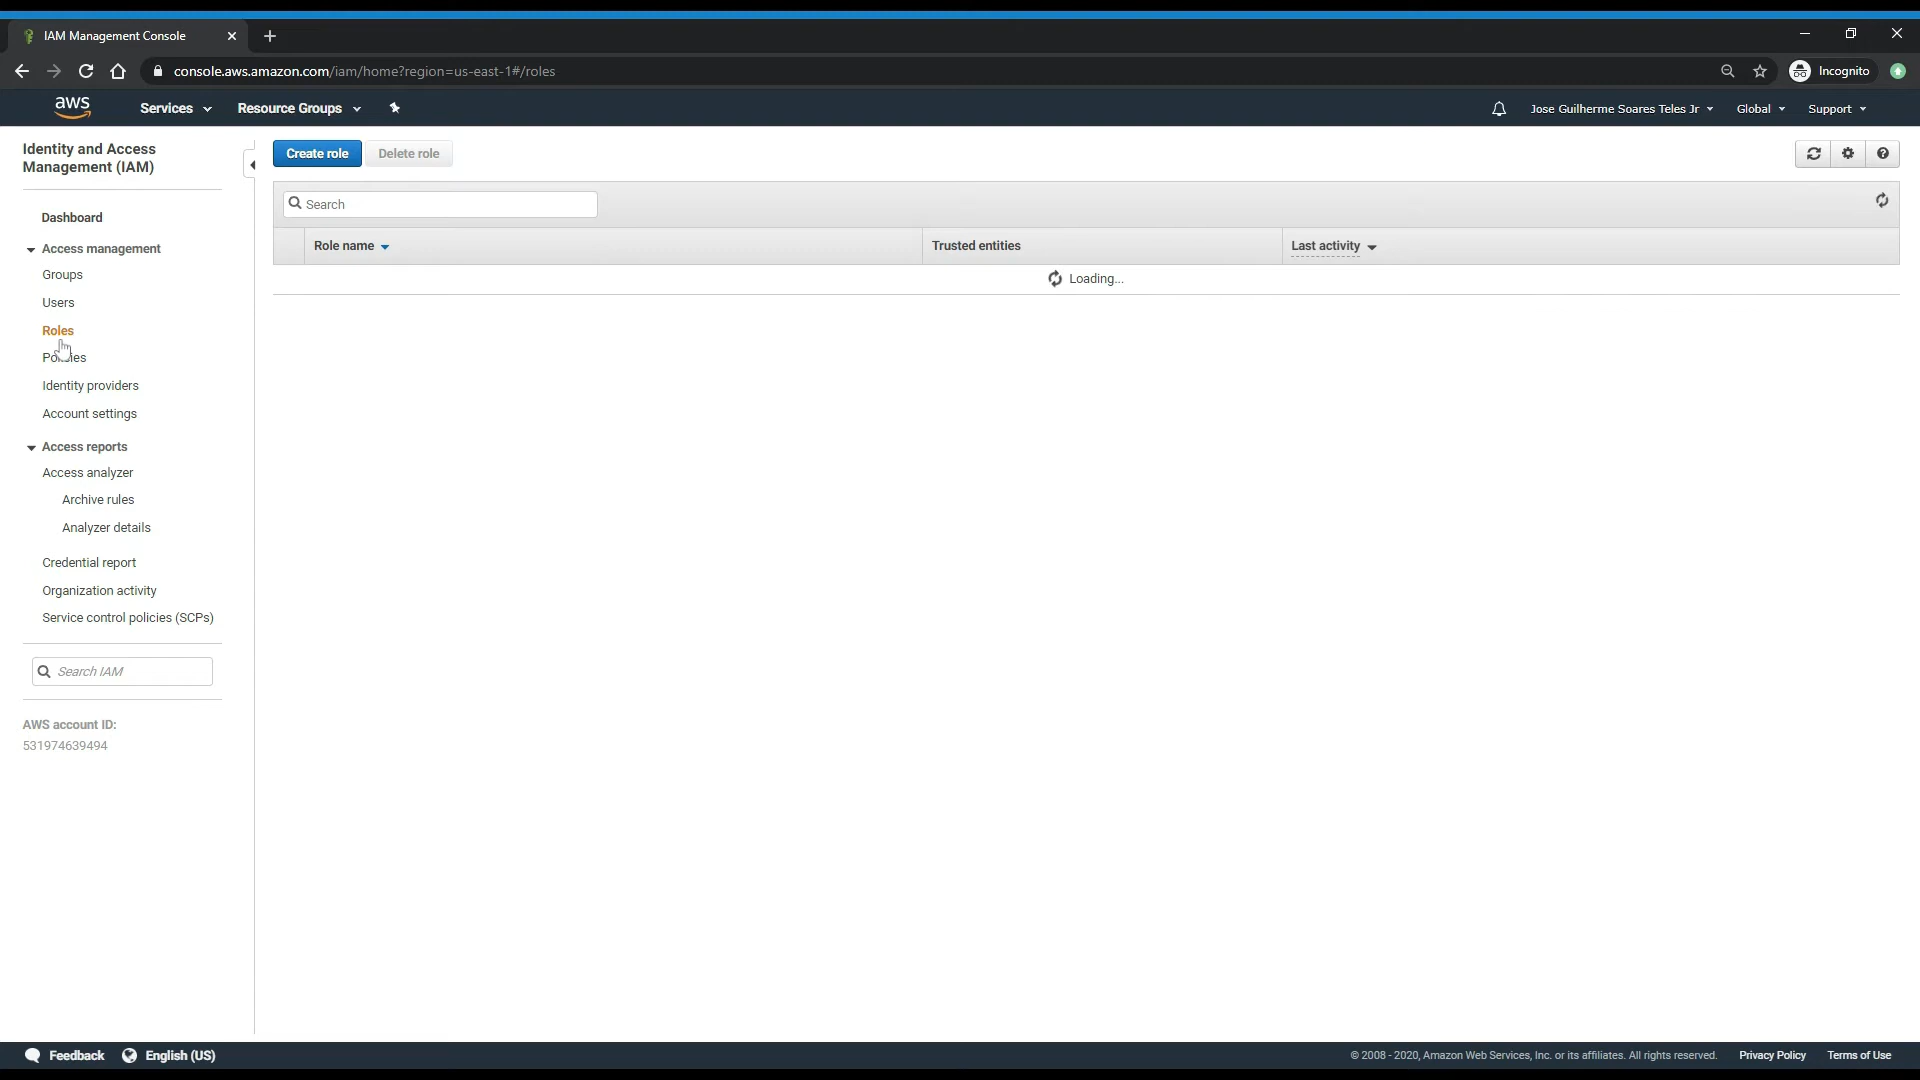 IAM Management Console
console.aws.amazon.com/iam/home?region=us-east-1#/roles
Incognito
aws
Services
Resource Groups
Jose Guilherme Soares Teles Jr
Global
Support
Identity and Access
Management (IAM)
Dashboard
Access management
Groups
Users
Roles
Policies
Identity providers
Account settings
Access reports
Access analyzer
Archive rules
Analyzer details
Credential report
Organization activity
Service control policies (SCPs)
Search IAM
AWS account ID:
531974639494
Create role
Delete role
Search
Role name
Trusted entities
Last activity
Loading...
Feedback
English (US)
© 2008 - 2020, Amazon Web Services, Inc. or its affiliates. All rights reserved.
Privacy Policy
Terms of Use